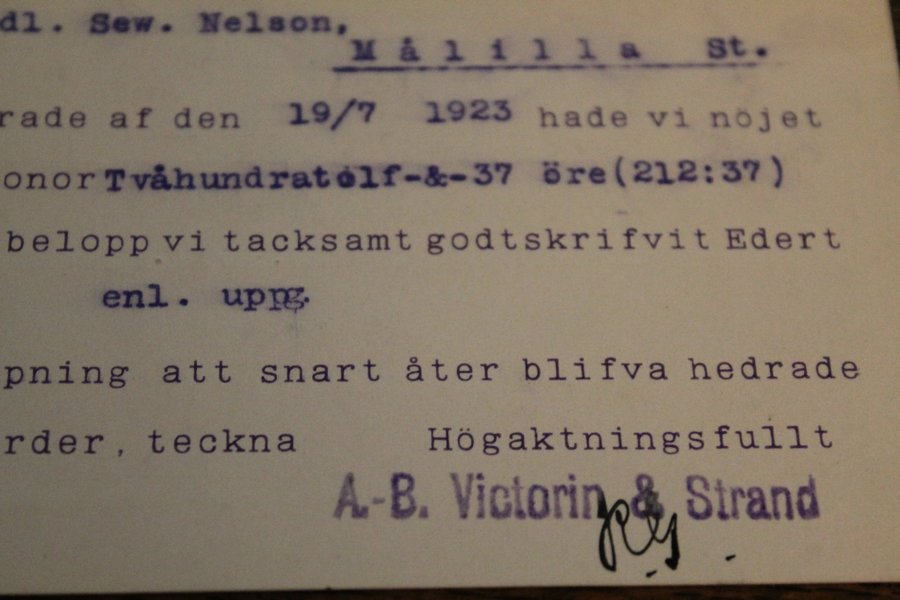 dl. Sew. Nelson,
Målilla St.
rade af den 19/7 1923 hade vi nöjet
onor Tvåhundratolf-&-37 öre(212:37)
belopp vi tacksamt godtskrifvit Edert
enl. uppg.
pning att snart åter blifva hedrade
rder, teckna Högaktningsfullt
A.-B. Victorin & Strand